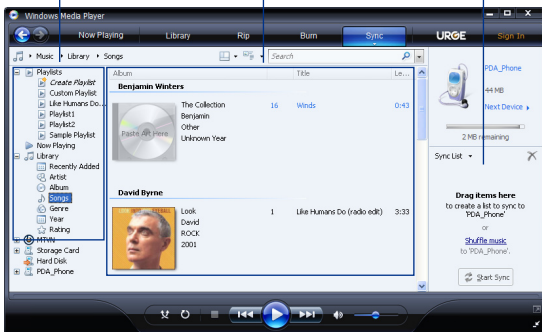 Windows Media Player
Now Playing Library Rip Burn Sync URGE Sign In
Music Library Songs Search
Playlists
Create Playlist
Custom Playlist
Like Humans Do...
Playlist1
Playlist2
Sample Playlist
Now Playing
Library
Recently Added
Artist
Album
Songs
Genre
Year
Rating
MTVN
Storage Card
Hard Disk
PDA_Phone
Album Title Le...
Benjamin Winters
Paste Art Here
The Collection 16 Winds 0:43
Benjamin
Other
Unknown Year
David Byrne
Look 1 Like Humans Do (radio edit) 3:33
David
ROCK
2001
PDA_Phone
44 MB
Next Device
2 MB remaining
Sync List
Drag items here
to create a list to sync to
'PDA_Phone'
or
Shuffle music
to 'PDA_Phone'.
Start Sync